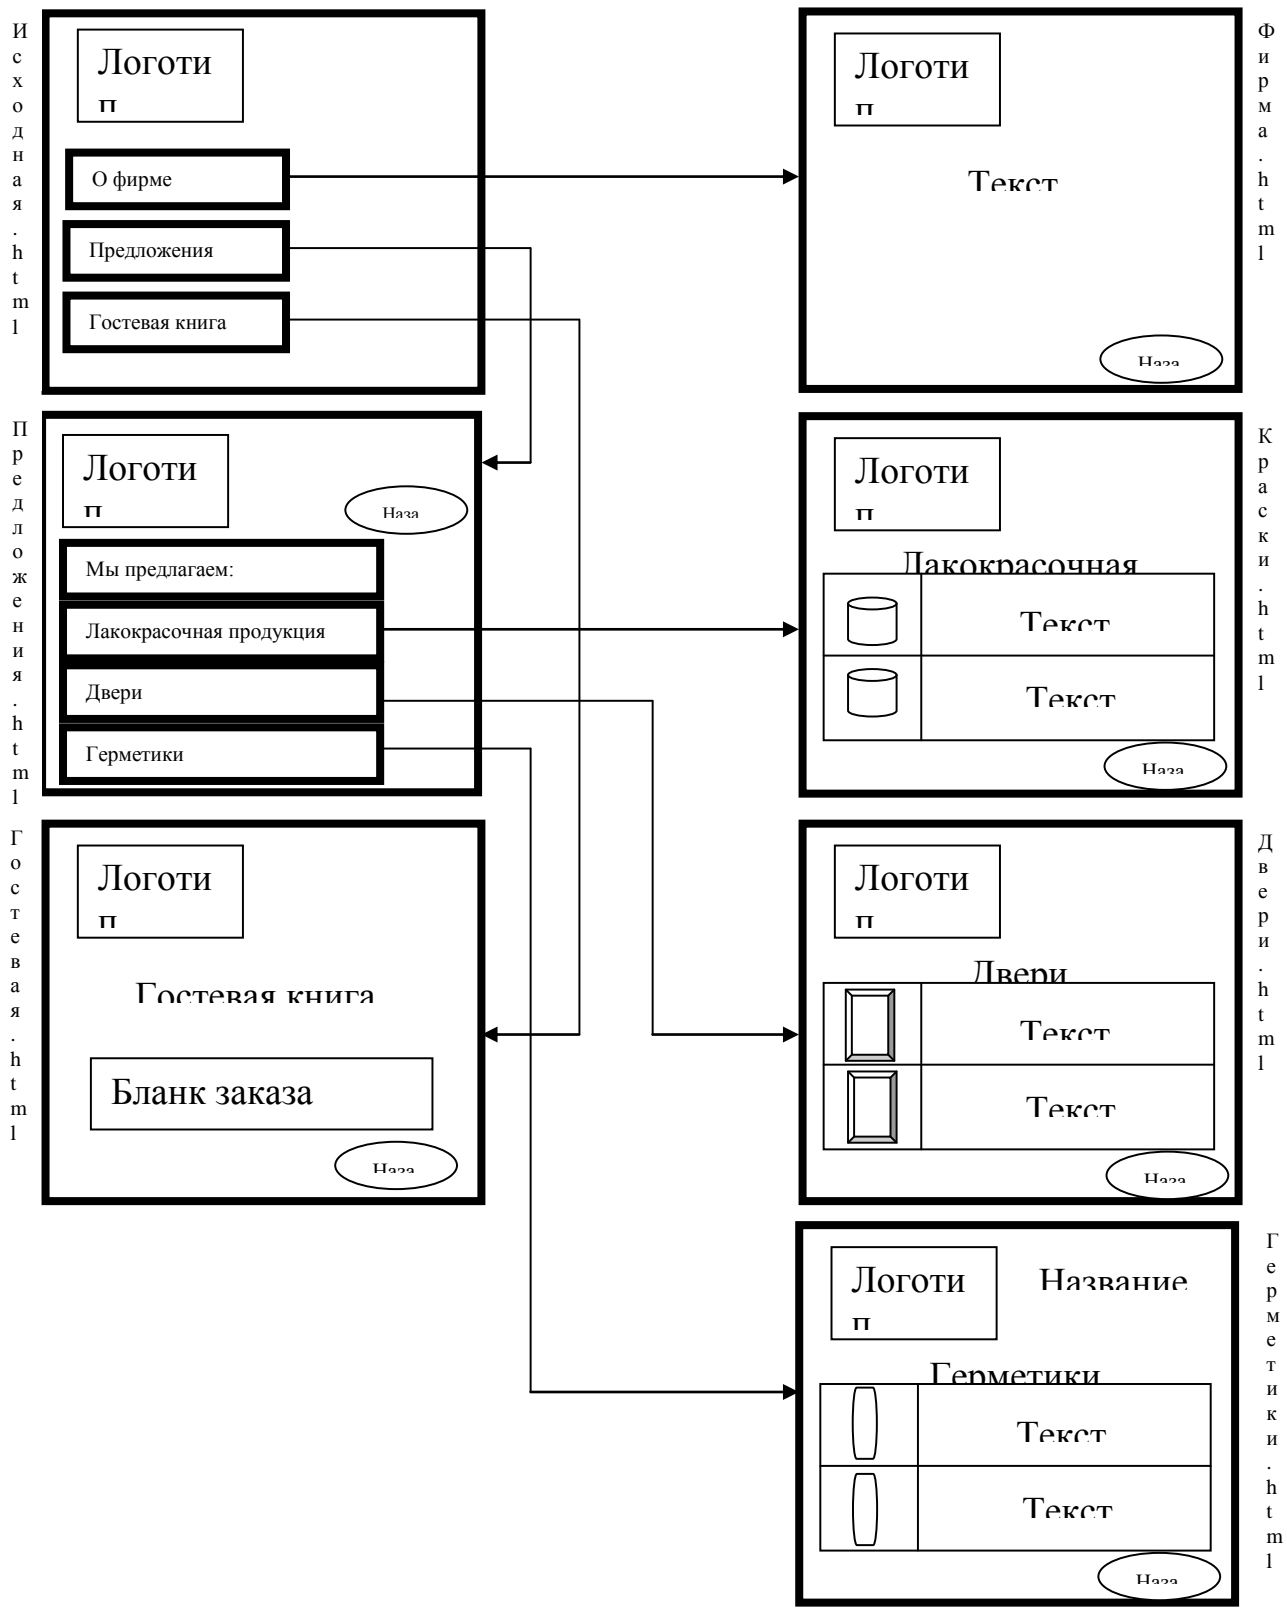 Исходная.html
Логоти
п
О фирме
Предложения
Гостевая книга
Фирма.html
Логоти
п
Текст
Наза
Предложения.html
Логоти
п
Наза
Мы предлагаем:
Лакокрасочная продукция
Двери
Герметики
Краски.html
Логоти
п
Лакокрасочная
Текст
Текст
Наза
Гостевая.html
Логоти
п
Гостевая книга
Бланк заказа
Наза
Двери.html
Логоти
п
Двери
Текст
Текст
Наза
Герметики.html
Логоти
п
Название
Герметики
Текст
Текст
Наза